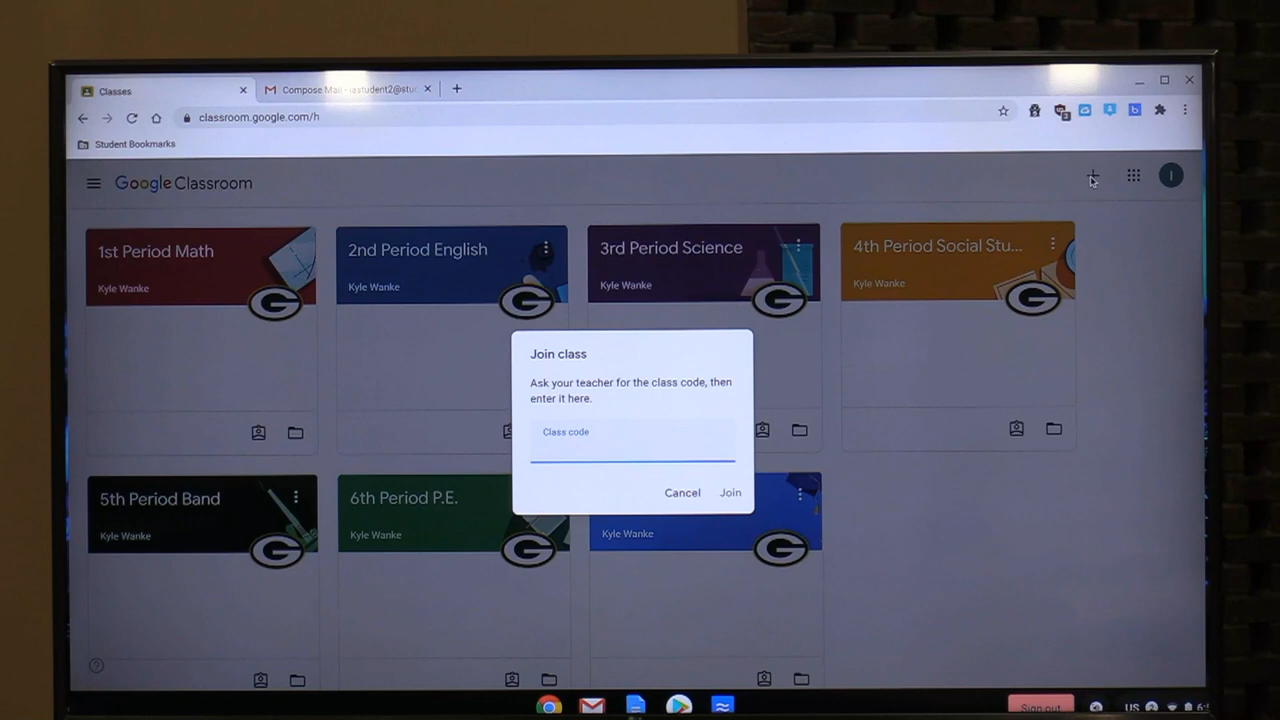 Classes
Compose Mail - iastudent2@stu
classroom.google.com/h
Student Bookmarks
Google Classroom
I
1st Period Math
Kyle Wanke
G
2nd Period English
Kyle Wanke
G
3rd Period Science
Kyle Wanke
G
4th Period Social Stu...
Kyle Wanke
G
Join class
Ask your teacher for the class code, then
enter it here.
Class code
Cancel
Join
5th Period Band
Kyle Wanke
G
6th Period P.E.
Kyle Wanke
G
Kyle Wanke
G
Sign out
US